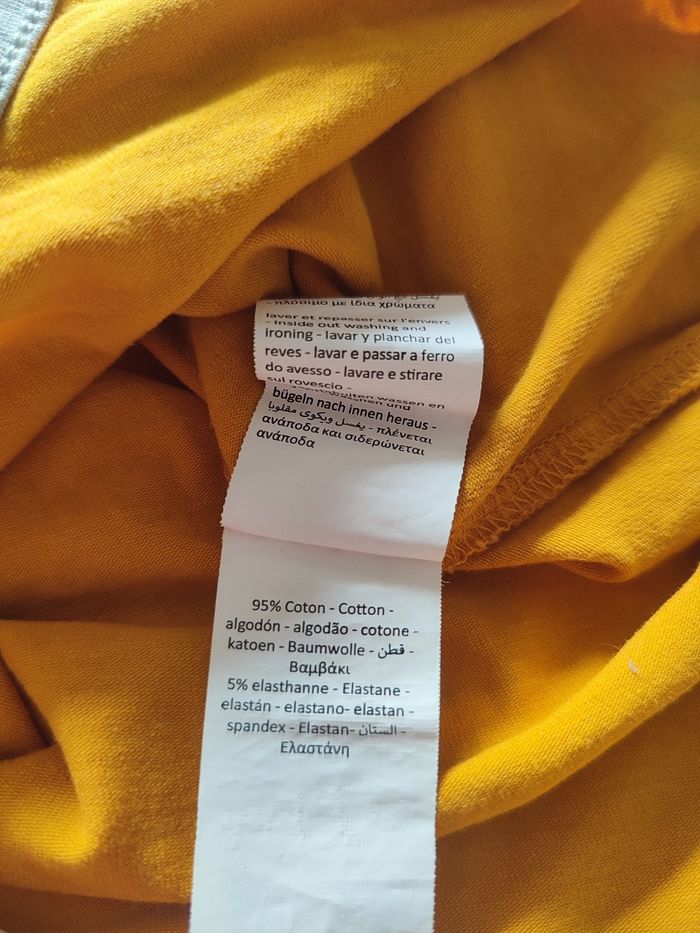 - πλύσιμο με ίδια χρώματα
laver et repasser sur l'envers
- Inside out washing and
ironing - lavar y planchar del
reves - lavar e passar a ferro
do avesso - lavare e stirare
sul rovescio -
wassen en
und
bügeln nach innen heraus -
يغسل ويكوى مقلوبا - πλένεται
ανάποδα και σιδερώνεται
ανάποδα
95% Coton - Cotton -
algodón - algodão - cotone -
katoen - Baumwolle - قطن -
Βαμβάκι
5% elasthanne - Elastane -
elastán - elastano- elastan -
spandex - Elastan- الستان -
Ελαστάνη